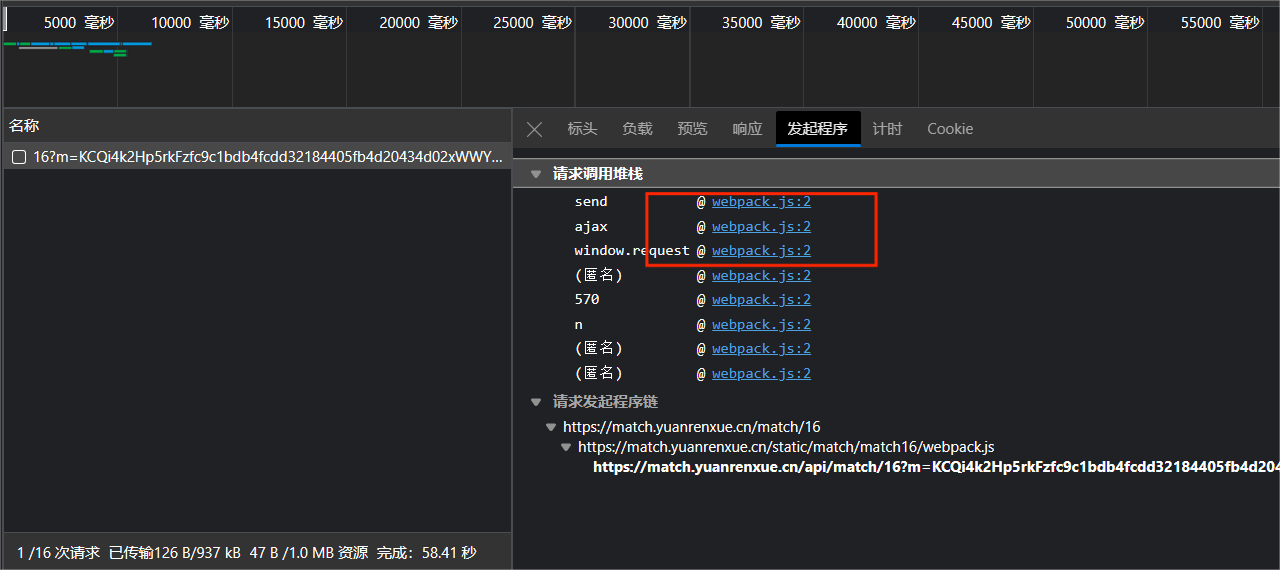 5000 毫秒 10000 毫秒 15000 毫秒 20000 毫秒 25000 毫秒 30000 毫秒 35000 毫秒 40000 毫秒 45000 毫秒 50000 毫秒 55000 毫秒
名称
16?m=KCQi4k2Hp5rkFzfc9c1bdb4fcdd32184405fb4d20434d02xWWY...
标头 负载 预览 响应 发起程序 计时 Cookie
请求调用堆栈
send @ webpack.js:2
ajax @ webpack.js:2
window.request @ webpack.js:2
(匿名) @ webpack.js:2
570 @ webpack.js:2
n @ webpack.js:2
(匿名) @ webpack.js:2
(匿名) @ webpack.js:2
请求发起程序链
https://match.yuanrenxue.cn/match/16
https://match.yuanrenxue.cn/static/match/match16/webpack.js
https://match.yuanrenxue.cn/api/match/16?m=KCQi4k2Hp5rkFzfc9c1bdb4fcdd32184405fb4d204
1 /16 次请求 已传输126 B/937 kB 47 B /1.0 MB 资源 完成：58.41 秒